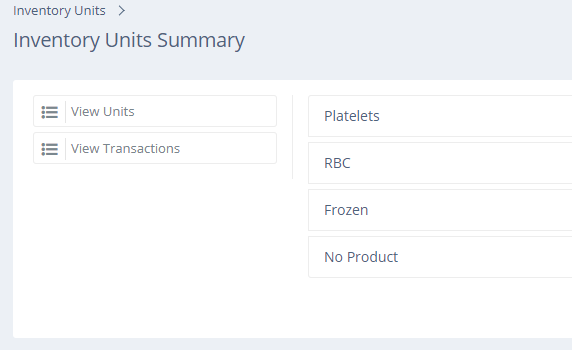 Inventory Units
Inventory Units Summary
View Units
View Transactions
Platelets
RBC
Frozen
No Product